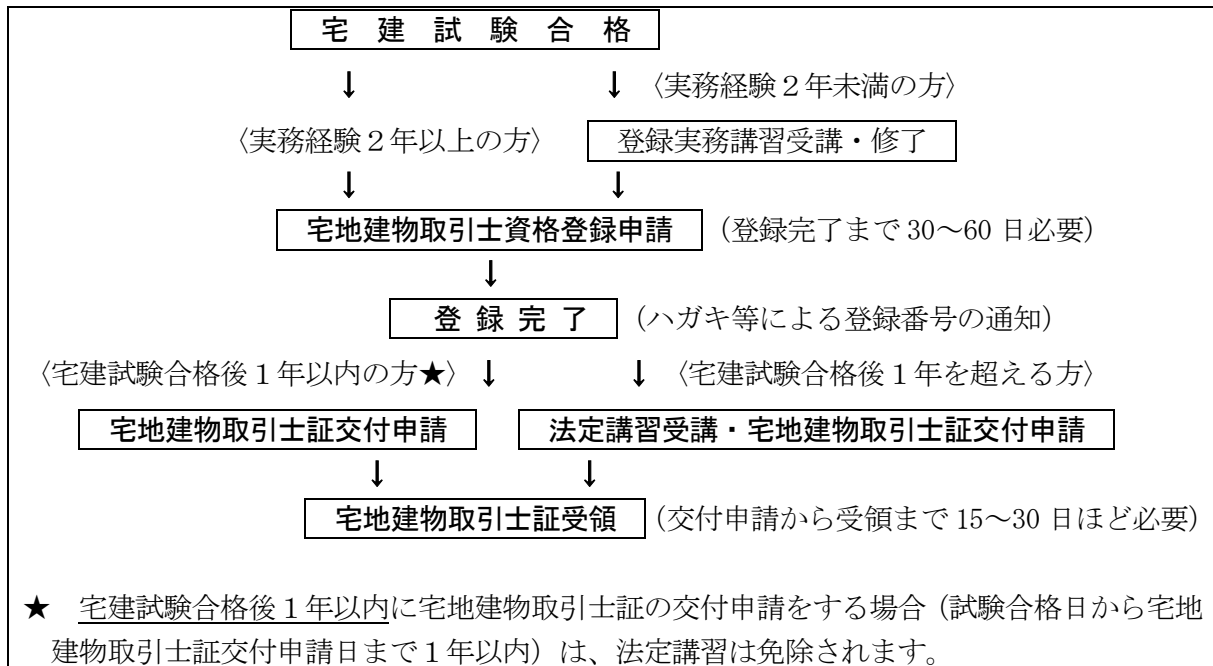 宅 建 試 験 合 格
↓ ↓ 〈実務経験２年未満の方〉
〈実務経験２年以上の方〉 登録実務講習受講・修了
↓ ↓
宅地建物取引士資格登録申請 (登録完了まで 30～60 日必要)
↓
登 録 完 了 (ハガキ等による登録番号の通知)
〈宅建試験合格後１年以内の方★〉 ↓ ↓ 〈宅建試験合格後１年を超える方〉
宅地建物取引士証交付申請 法定講習受講・宅地建物取引士証交付申請
↓ ↓
宅地建物取引士証受領 (交付申請から受領まで 15～30 日ほど必要)
★ 宅建試験合格後１年以内に宅地建物取引士証の交付申請をする場合（試験合格日から宅地
建物取引士証交付申請日まで１年以内）は、法定講習は免除されます。